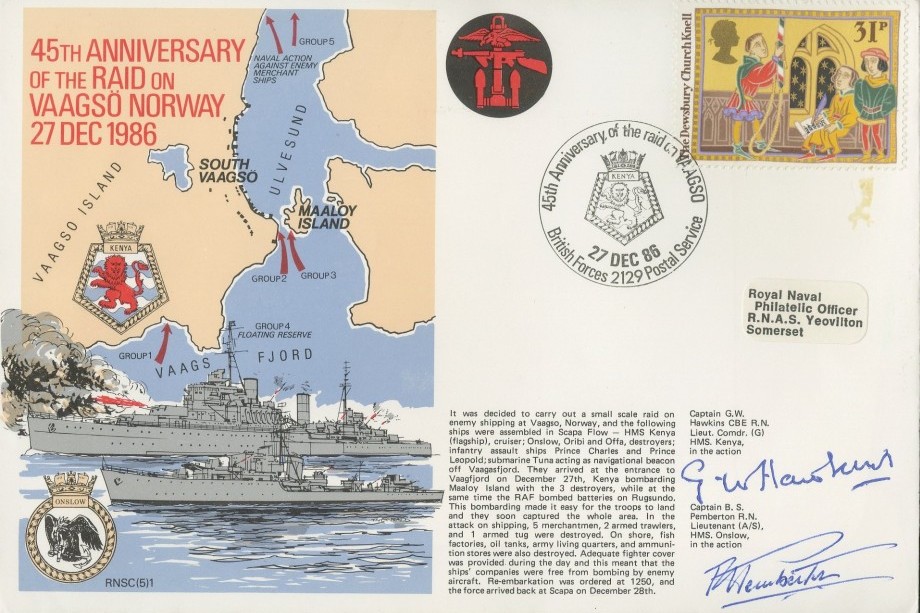 45TH ANNIVERSARY
OF THE RAID ON
VAAGSÖ NORWAY,
27 DEC 1986
GROUP 5
NAVAL ACTION
AGAINST ENEMY
MERCHANT
SHIPS
ULVESUND
SOUTH
VAAGSÖ
VAAGSO ISLAND
MAALOY
ISLAND
KENYA
GROUP 2
GROUP 3
GROUP 4
FLOATING RESERVE
GROUP 1
VAAGS FJORD
ONSLOW
RNSC(5)1
The Dewsbury Church Knell
31P
45th Anniversary of the raid on VAAGSO
KENYA
27 DEC 86
British Forces 2129 Postal Service
Royal Naval
Philatelic Officer
R.N.A.S. Yeovilton
Somerset
It was decided to carry out a small scale raid on
enemy shipping at Vaagso, Norway, and the following
ships were assembled in Scapa Flow – HMS Kenya
(flagship), cruiser; Onslow, Oribi and Offa, destroyers;
infantry assault ships Prince Charles and Prince
Leopold; submarine Tuna acting as navigational beacon
off Vaagasfjord. They arrived at the entrance to
Vaagfjord on December 27th, Kenya bombarding
Maaloy Island with the 3 destroyers, while at the
same time the RAF bombed batteries on Rugsundo.
This bombarding made it easy for the troops to land
and they soon captured the whole area. In the
attack on shipping, 5 merchantmen, 2 armed trawlers,
and 1 armed tug were destroyed. On shore, fish
factories, oil tanks, army living quarters, and ammuni-
tion stores were also destroyed. Adequate fighter cover
was provided during the day and this meant that the
ships' companies were free from bombing by enemy
aircraft. Re-embarkation was ordered at 1250, and
the force arrived back at Scapa on December 28th.
Captain G.W.
Hawkins CBE R.N.
Lieut. Comdr. (G)
HMS. Kenya,
in the action
G W Hawkins
Captain B. S.
Pemberton R.N.
Lieutenant (A/S),
HMS. Onslow,
in the action
B S Pemberton